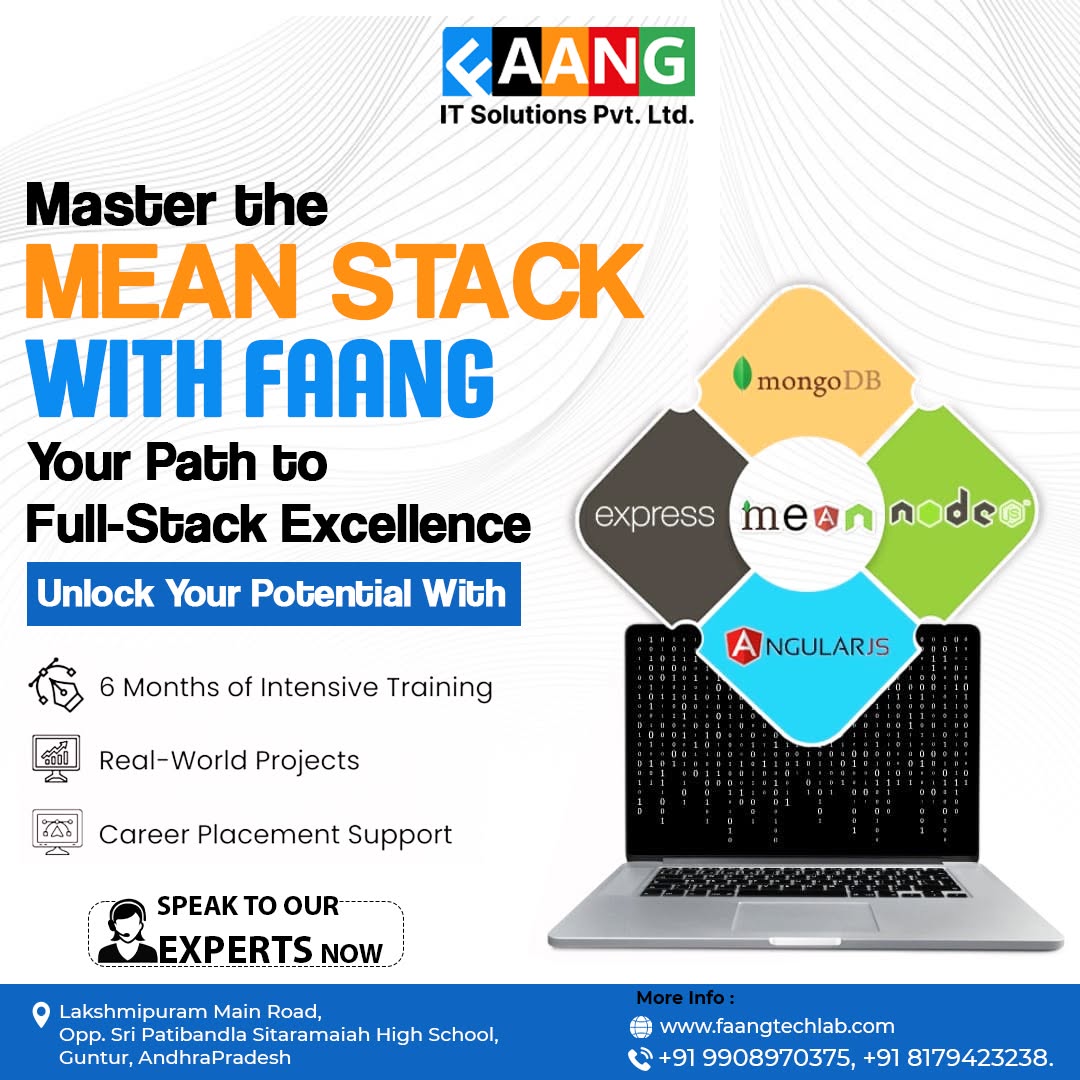 FAANG
IT Solutions Pvt. Ltd.
Master the
MEAN STACK
WITH FAANG
Your Path to
Full-Stack Excellence
Unlock Your Potential With
6 Months of Intensive Training
Real-World Projects
Career Placement Support
SPEAK TO OUR
EXPERTS NOW
mongoDB
express
mean
node
JS
ANGULARJS
Lakshmipuram Main Road,
Opp. Sri Patibandla Sitaramaiah High School,
Guntur, AndhraPradesh
More Info :
www.faangtechlab.com
+91 9908970375, +91 8179423238.